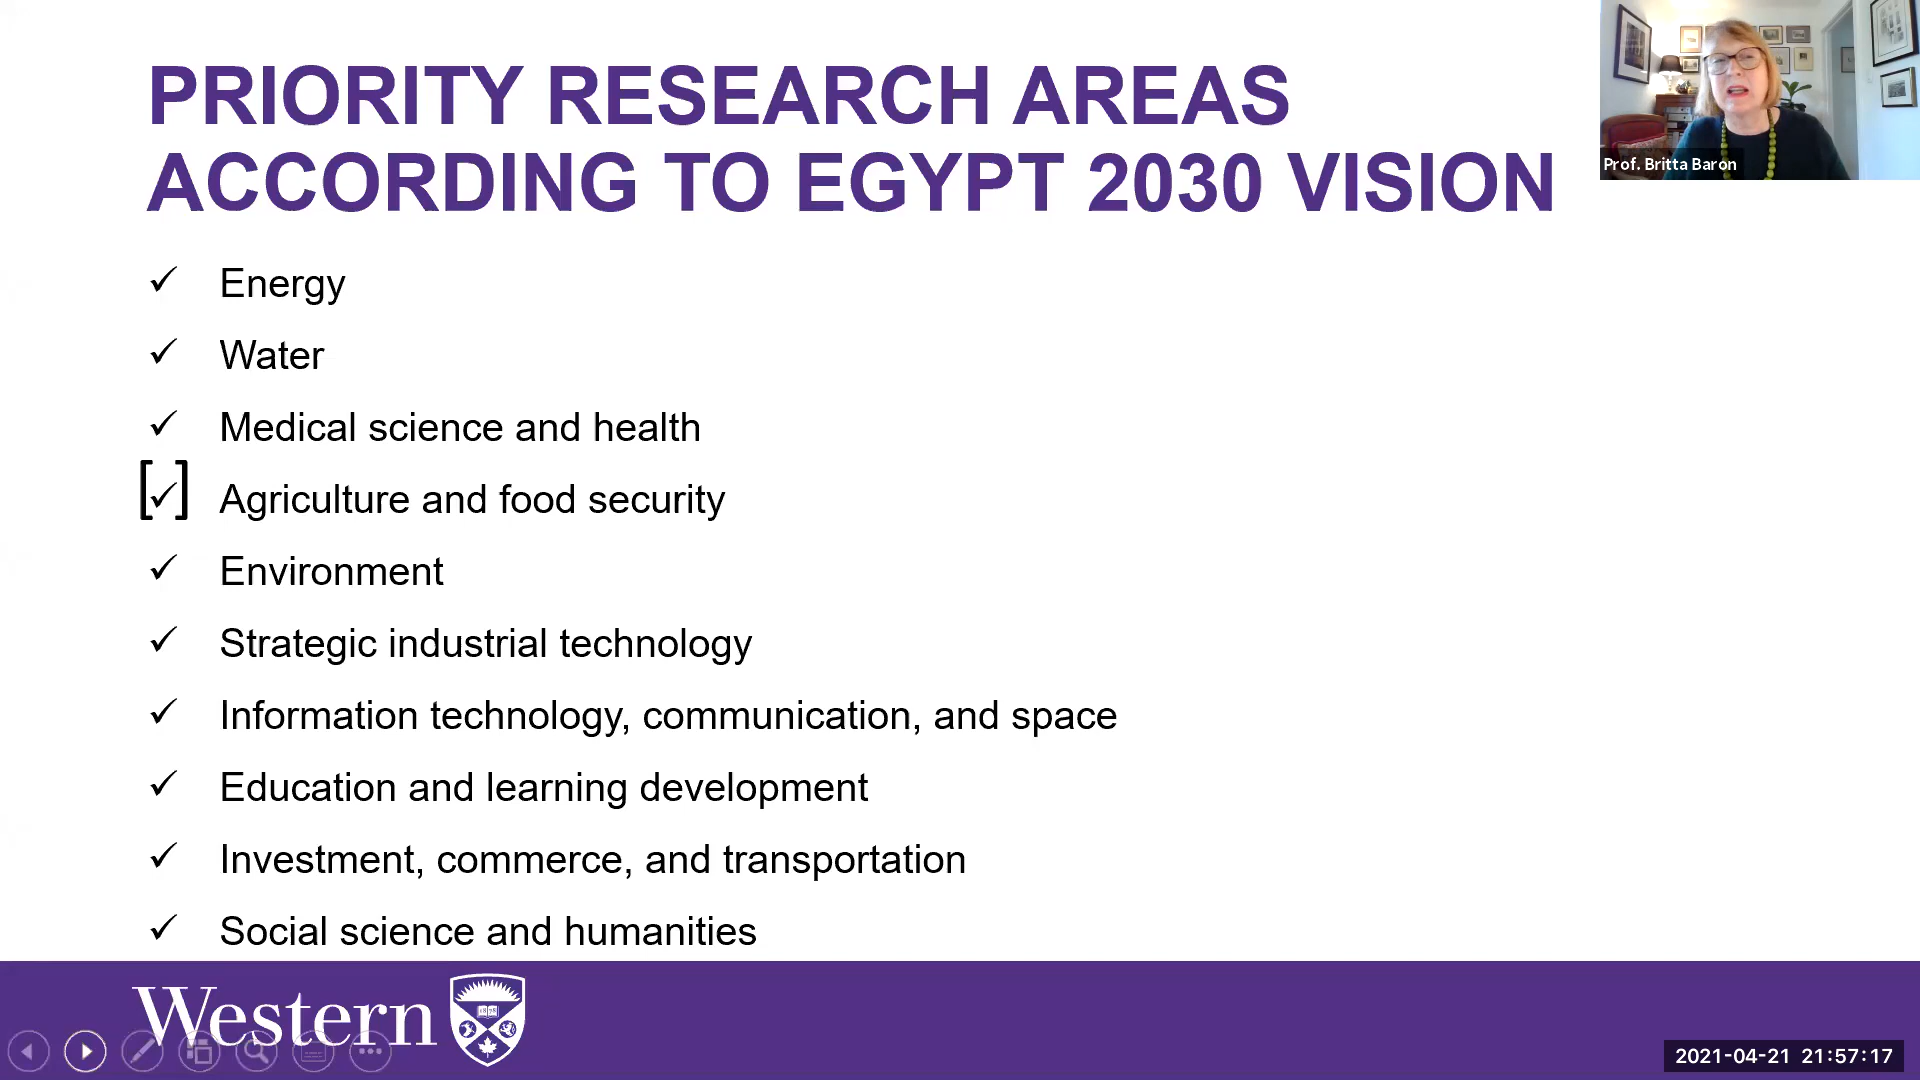 PRIORITY RESEARCH AREAS
ACCORDING TO EGYPT 2030 VISION
Prof. Britta Baron
✓ Energy
✓ Water
✓ Medical science and health
[✓] Agriculture and food security
✓ Environment
✓ Strategic industrial technology
✓ Information technology, communication, and space
✓ Education and learning development
✓ Investment, commerce, and transportation
✓ Social science and humanities
Western
1878
2021-04-21 21:57:17